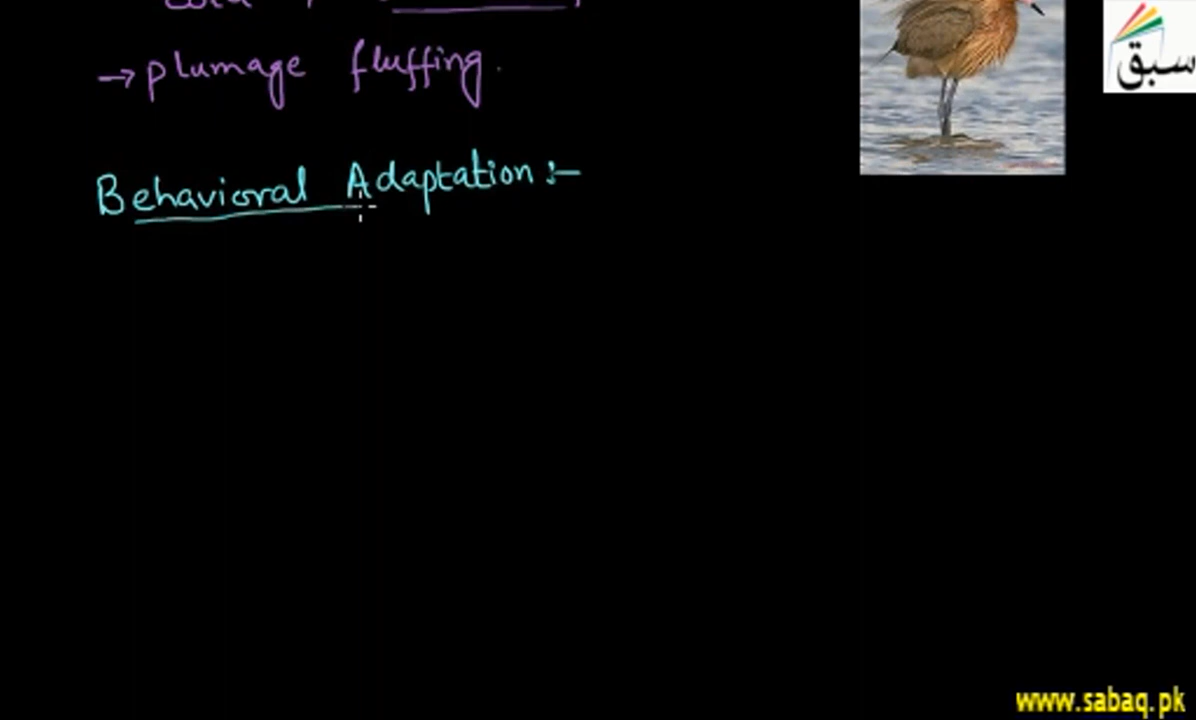 → plumage fluffing.
سبق
Behavioral Adaptation :-
www.sabaq.pk